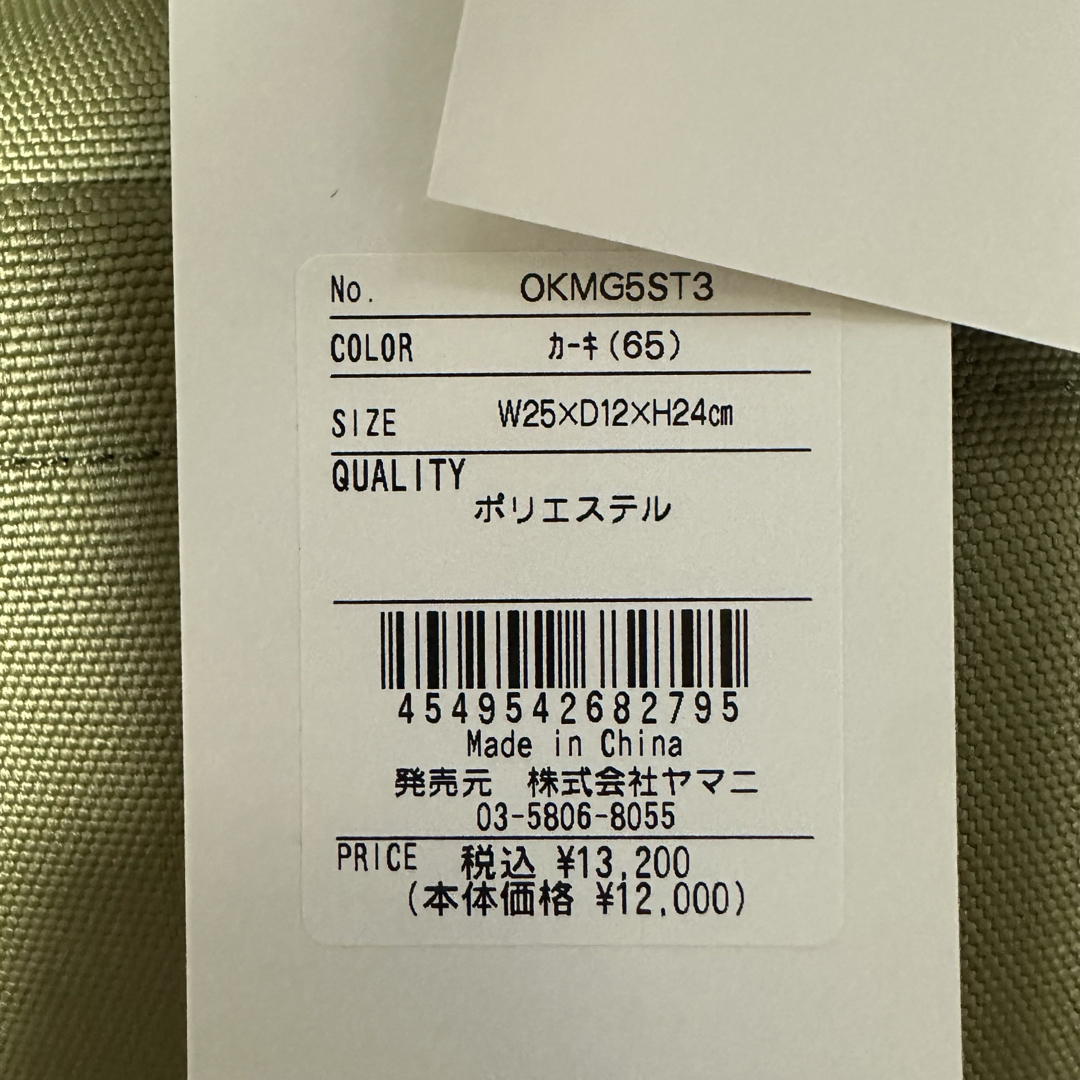 No. OKMG5ST3
COLOR ｶｰｷ(65)
SIZE W25×D12×H24㎝
QUALITY
ポリエステル
4549542682795
Made in China
発売元 株式会社ヤマニ
03-5806-8055
PRICE 税込 ¥13,200
(本体価格 ¥12,000)